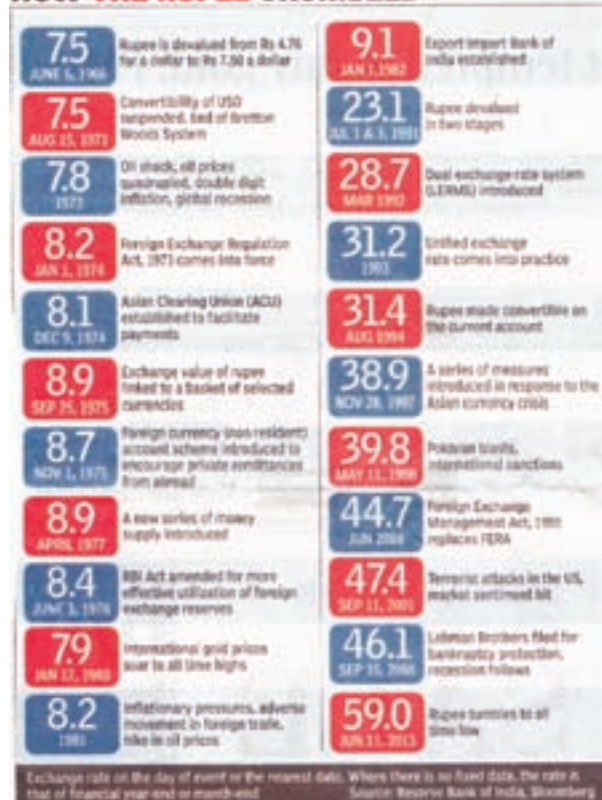 THE RUPEE
7.5
JUNE 6, 1966
Rupee is devalued from Rs 4.76
for a dollar to Rs 7.50 a dollar
7.5
AUG 15, 1971
Convertibility of USD
suspended. End of Bretton
Woods System
7.8
1973
Oil shock, oil prices
quadrupled, double digit
inflation, global recession
8.2
JAN 1, 1974
Foreign Exchange Regulation
Act, 1973 comes into force
8.1
DEC 9, 1974
Asian Clearing Union (ACU)
established to facilitate
payments
8.9
SEP 25, 1975
Exchange value of rupee
linked to a basket of selected
currencies
8.7
NOV 1, 1975
Foreign currency (non resident)
account scheme introduced to
encourage private remittances
from abroad
8.9
APRIL 1977
A new series of money
supply introduced
8.4
JUNE
RBI Act amended for more
effective utilization of foreign
exchange reserves
7.9
JAN
International gold prices
soar to all time highs
8.2
1981
Inflationary pressures, adverse
movement in foreign trade,
hike in oil prices
9.1
JAN 1, 1982
Export Import Bank of
India established
23.1
JUL 1 & 3, 1991
Rupee devalued
in two stages
28.7
MAR 1992
Dual exchange rate system
(LERMS) introduced
31.2
1993
Unified exchange
rate comes into practice
31.4
AUG 1994
Rupee made convertible on
the current account
38.9
NOV 28, 1997
A series of measures
introduced in response to the
Asian currency crisis
39.8
MAY 11, 1998
international sanctions
44.7
JUN
Foreign Exchange
Management Act,
replaces FERA
47.4
SEP 11, 2001
Terrorist attacks in the US,
market sentiment hit
46.1
SEP 15,
Lehman Brothers filed for
bankruptcy protection,
recession follows
59.0
JUN 11, 2013
Rupee tumbles to all
time low
Exchange rate on the day of event or the nearest date. Where there is no fixed date, the rate is
that of financial year-end or month-end
Source: Reserve Bank of India, Bloomberg